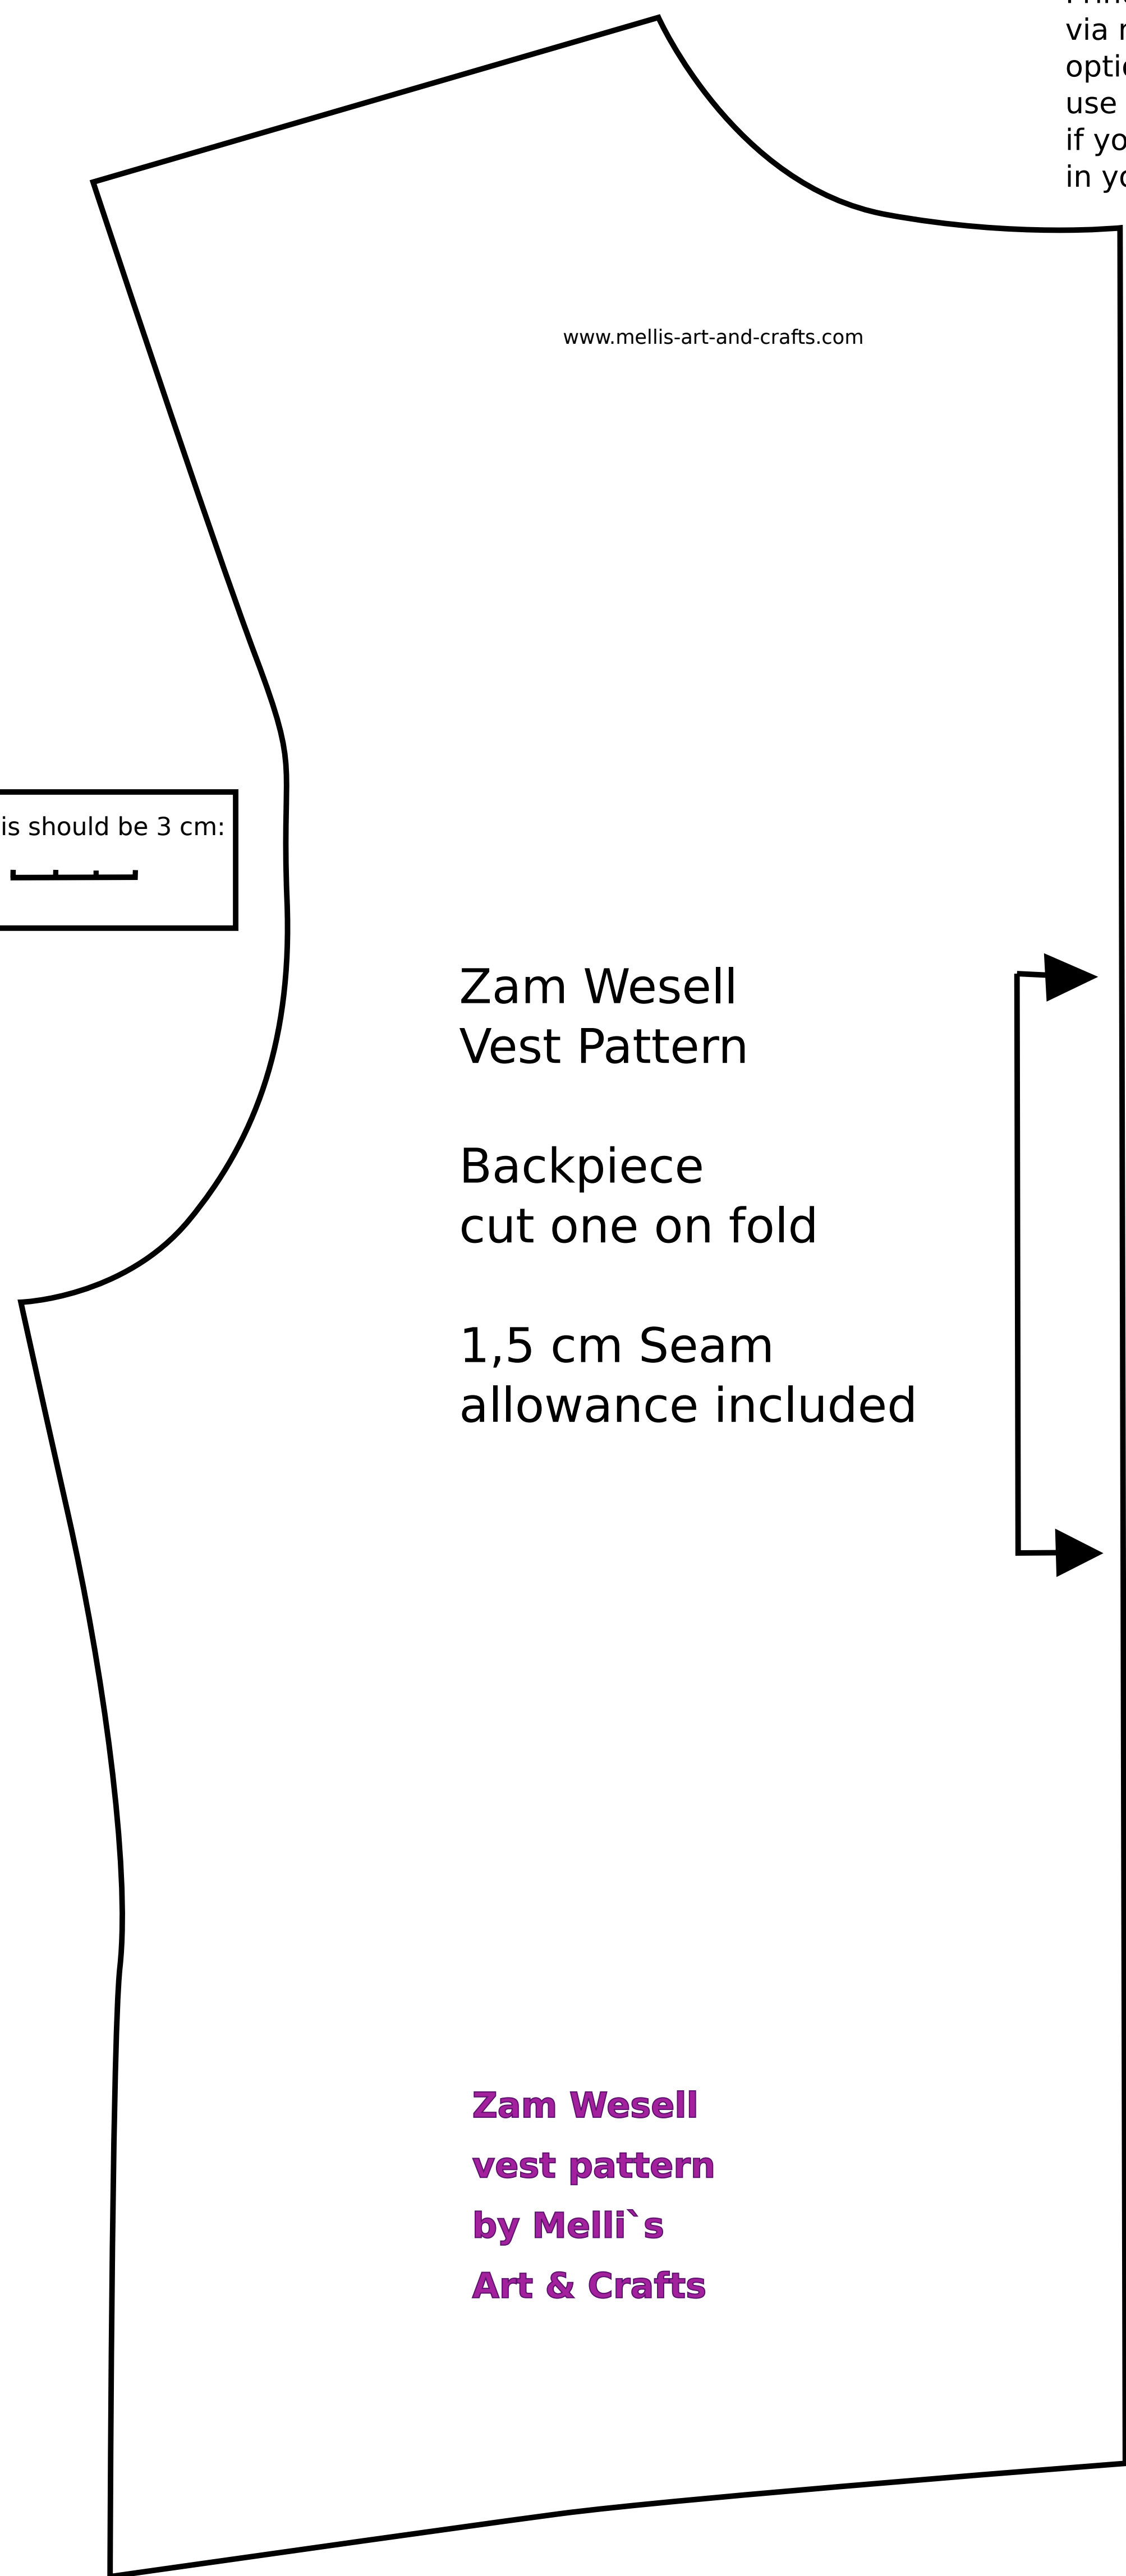 via
use
if
in
www.mellis-art-and-crafts.com
is should be 3 cm:
Zam Wesell
Vest Pattern
Backpiece
cut one on fold
1,5 cm Seam
allowance included
Zam Wesell
vest pattern
by Melli`s
Art & Crafts